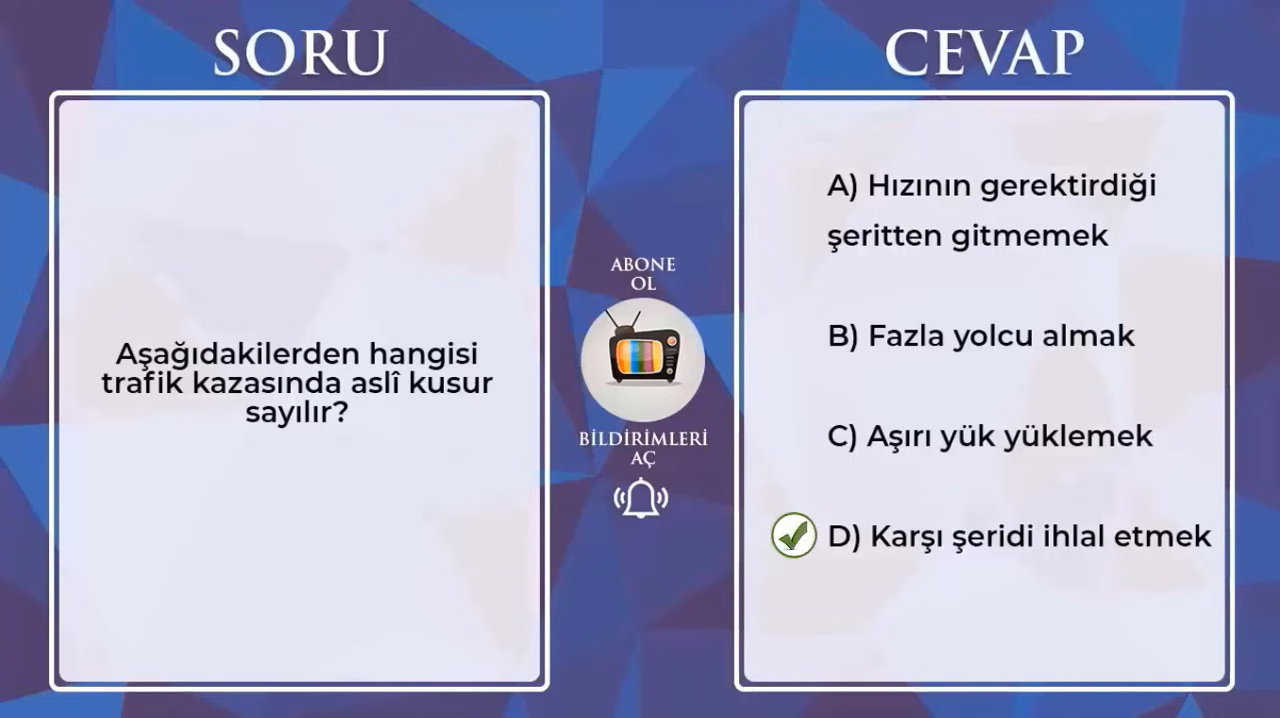 SORU
Aşağıdakilerden hangisi
trafik kazasında aslî kusur
sayılır?
ABONE
OL
BİLDİRİMLERİ
AÇ
CEVAP
A) Hızının gerektirdiği
şeritten gitmemek
B) Fazla yolcu almak
C) Aşırı yük yüklemek
D) Karşı şeridi ihlal etmek